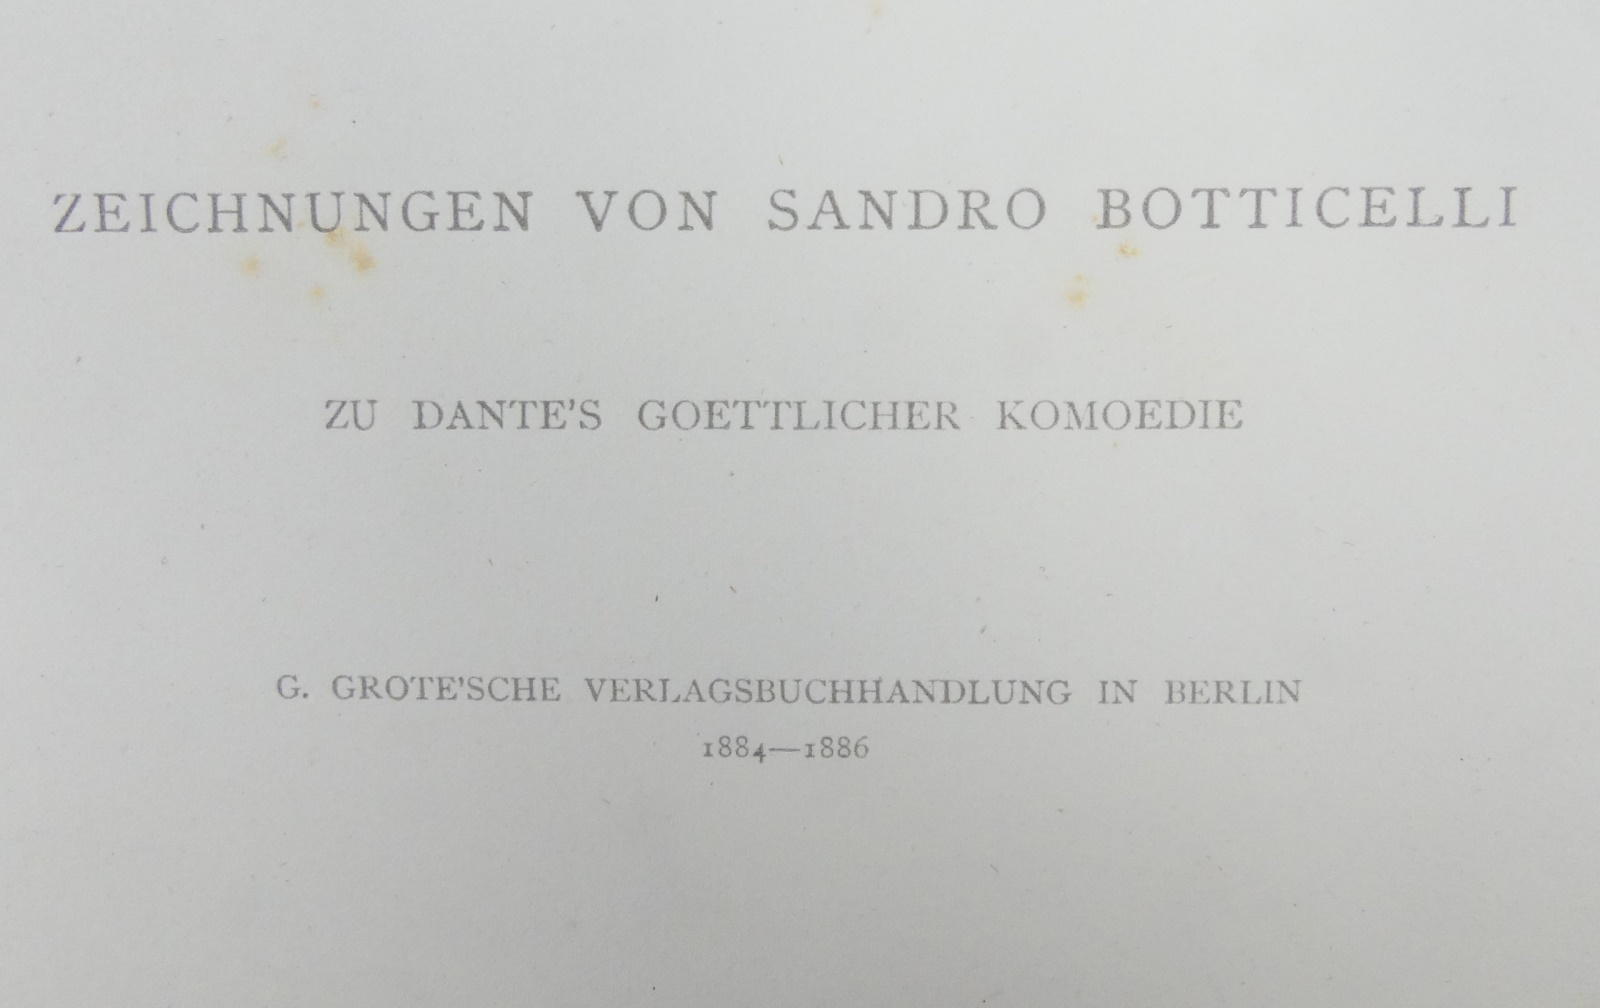 ZEICHNUNGEN VON SANDRO BOTTICELLI
ZU DANTE'S GOETTLICHER KOMOEDIE
G. GROTE'SCHE VERLAGSBUCHHANDLUNG IN BERLIN
1884—1886